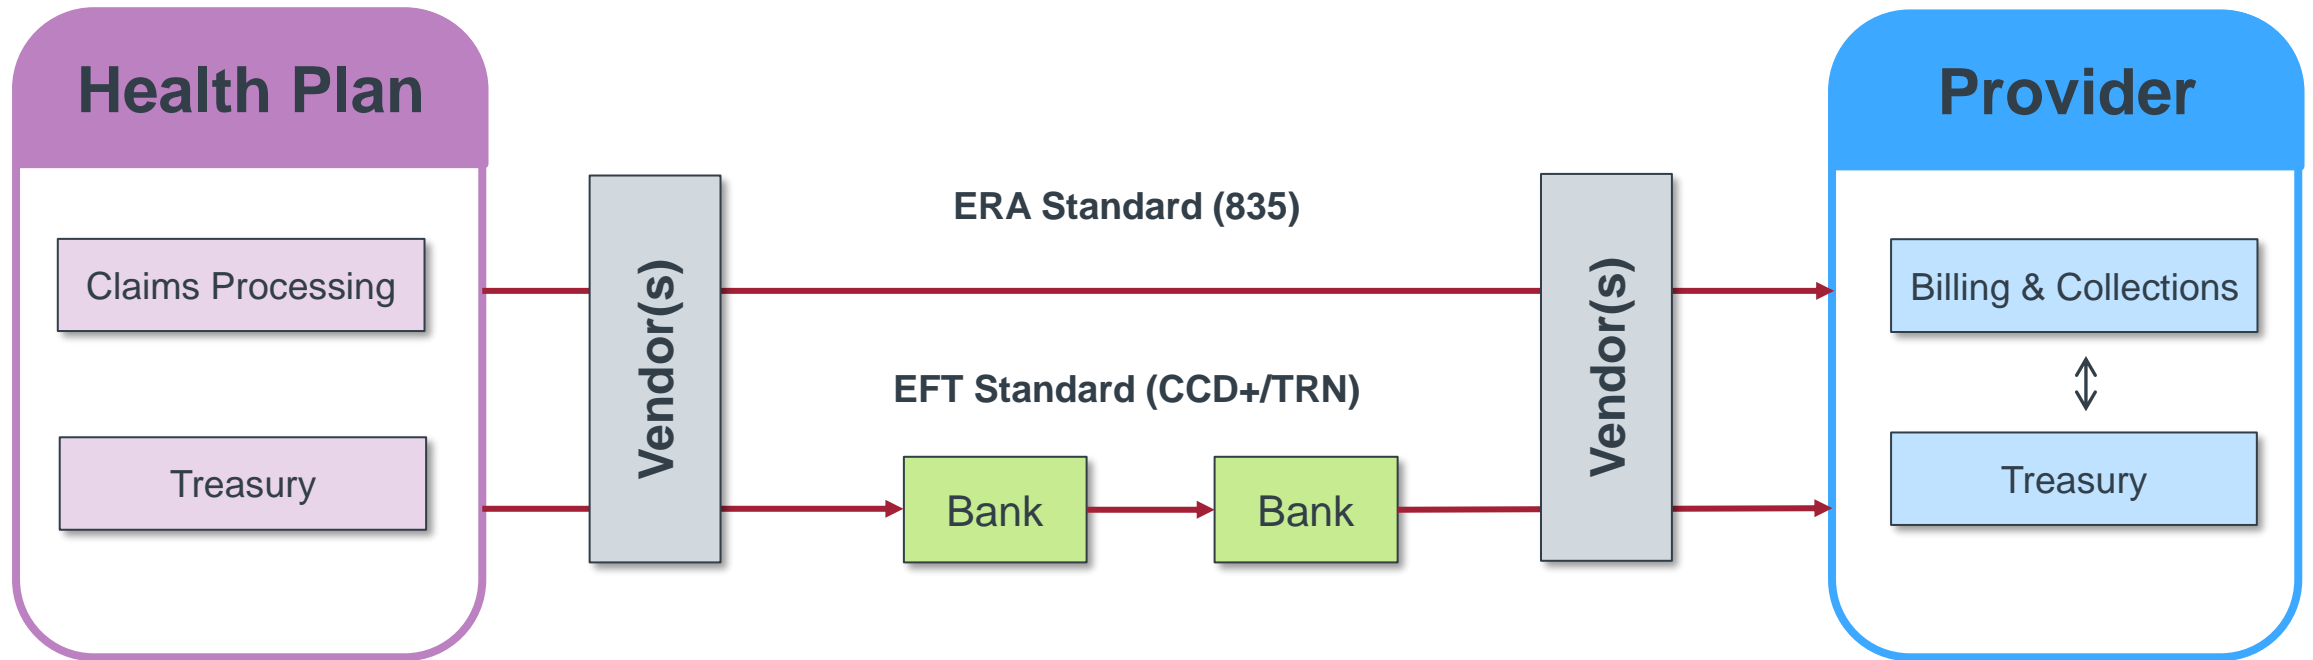 Health Plan
Claims Processing
Treasury
Vendor(s)
ERA Standard (835)
EFT Standard (CCD+/TRN)
Bank
Bank
Vendor(s)
Provider
Billing & Collections
Treasury